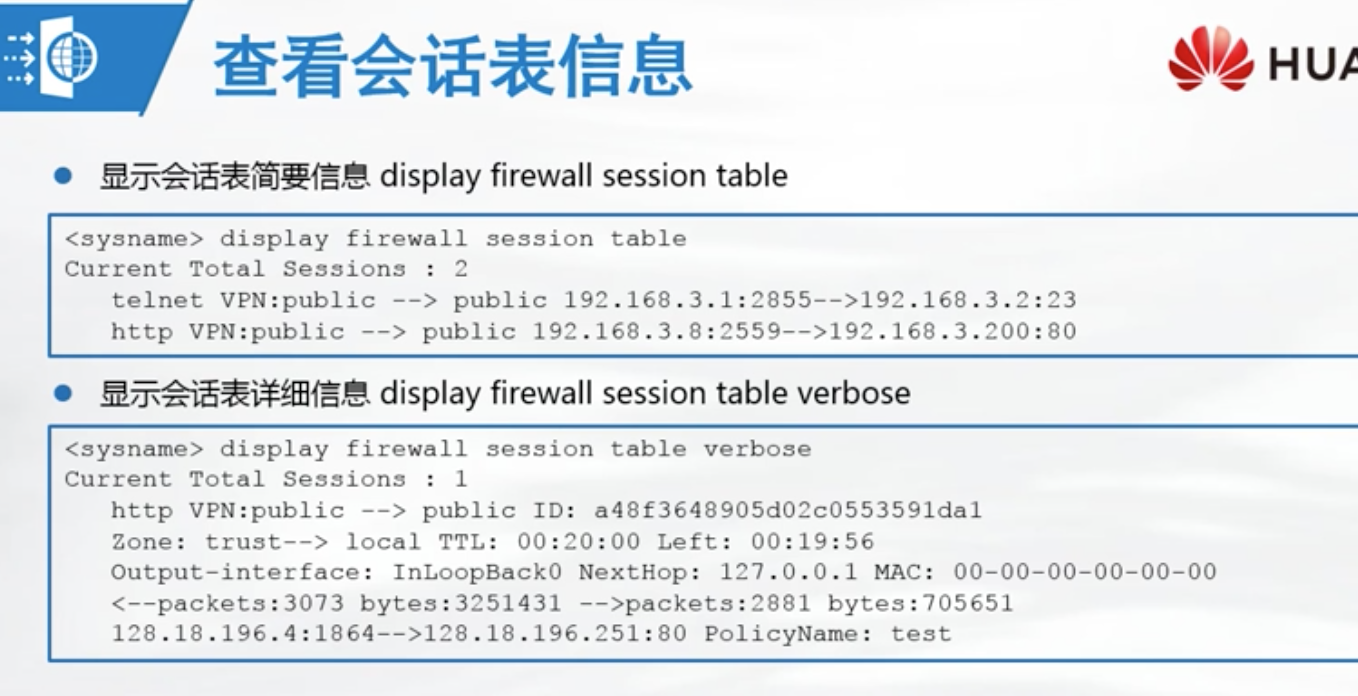 查看会话表信息
HUA
显示会话表简要信息 display firewall session table
<sysname> display firewall session table
Current Total Sessions : 2
telnet VPN:public --> public 192.168.3.1:2855-->192.168.3.2:23
http VPN:public --> public 192.168.3.8:2559-->192.168.3.200:80
显示会话表详细信息 display firewall session table verbose
<sysname> display firewall session table verbose
Current Total Sessions : 1
http VPN:public --> public ID: a48f3648905d02c0553591da1
Zone: trust--> local TTL: 00:20:00 Left: 00:19:56
Output-interface: InLoopBack0 NextHop: 127.0.0.1 MAC: 00-00-00-00-00-00
<--packets:3073 bytes:3251431 -->packets:2881 bytes:705651
128.18.196.4:1864-->128.18.196.251:80 PolicyName: test